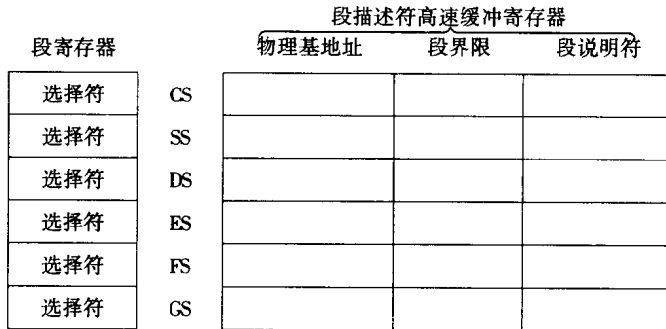 段描述符高速缓冲寄存器
段寄存器 物理基地址 段界限 段说明符
选择符 CS
选择符 SS
选择符 DS
选择符 ES
选择符 FS
选择符 GS